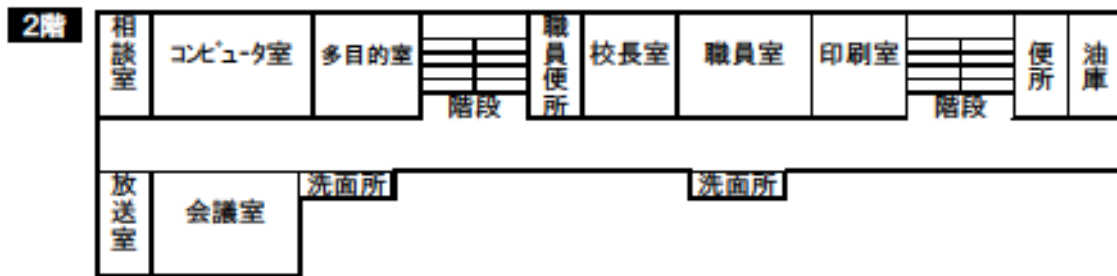 2階
相談室
コンピュータ室
多目的室
階段
職員便所
校長室
職員室
印刷室
階段
便所
油庫
放送室
会議室
洗面所
洗面所